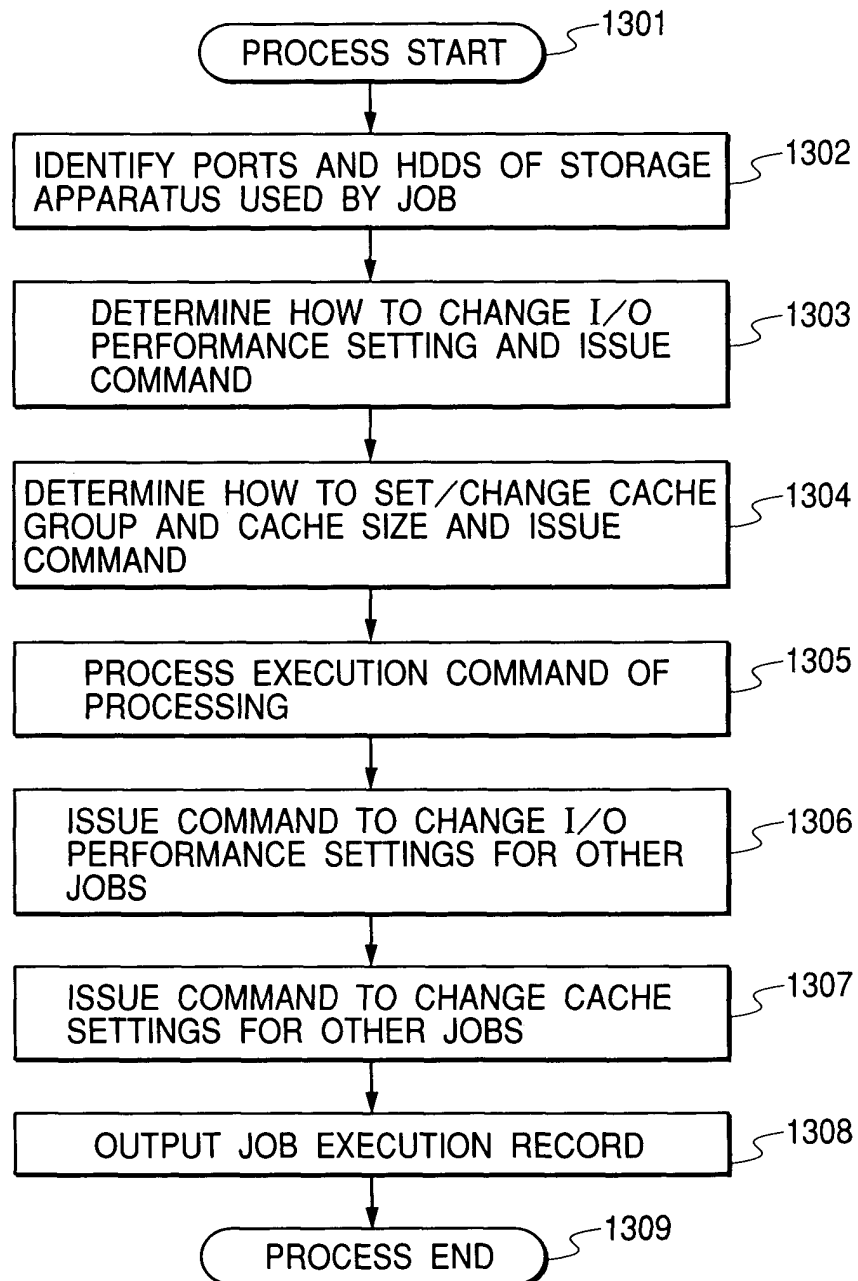 PROCESS START
1301
IDENTIFY PORTS AND HDDS OF STORAGE
APPARATUS USED BY JOB
1302
DETERMINE HOW TO CHANGE I/O
PERFORMANCE SETTING AND ISSUE
COMMAND
1303
DETERMINE HOW TO SET/CHANGE CACHE
GROUP AND CACHE SIZE AND ISSUE
COMMAND
1304
PROCESS EXECUTION COMMAND OF
PROCESSING
1305
ISSUE COMMAND TO CHANGE I/O
PERFORMANCE SETTINGS FOR OTHER
JOBS
1306
ISSUE COMMAND TO CHANGE CACHE
SETTINGS FOR OTHER JOBS
1307
OUTPUT JOB EXECUTION RECORD
1308
PROCESS END
1309